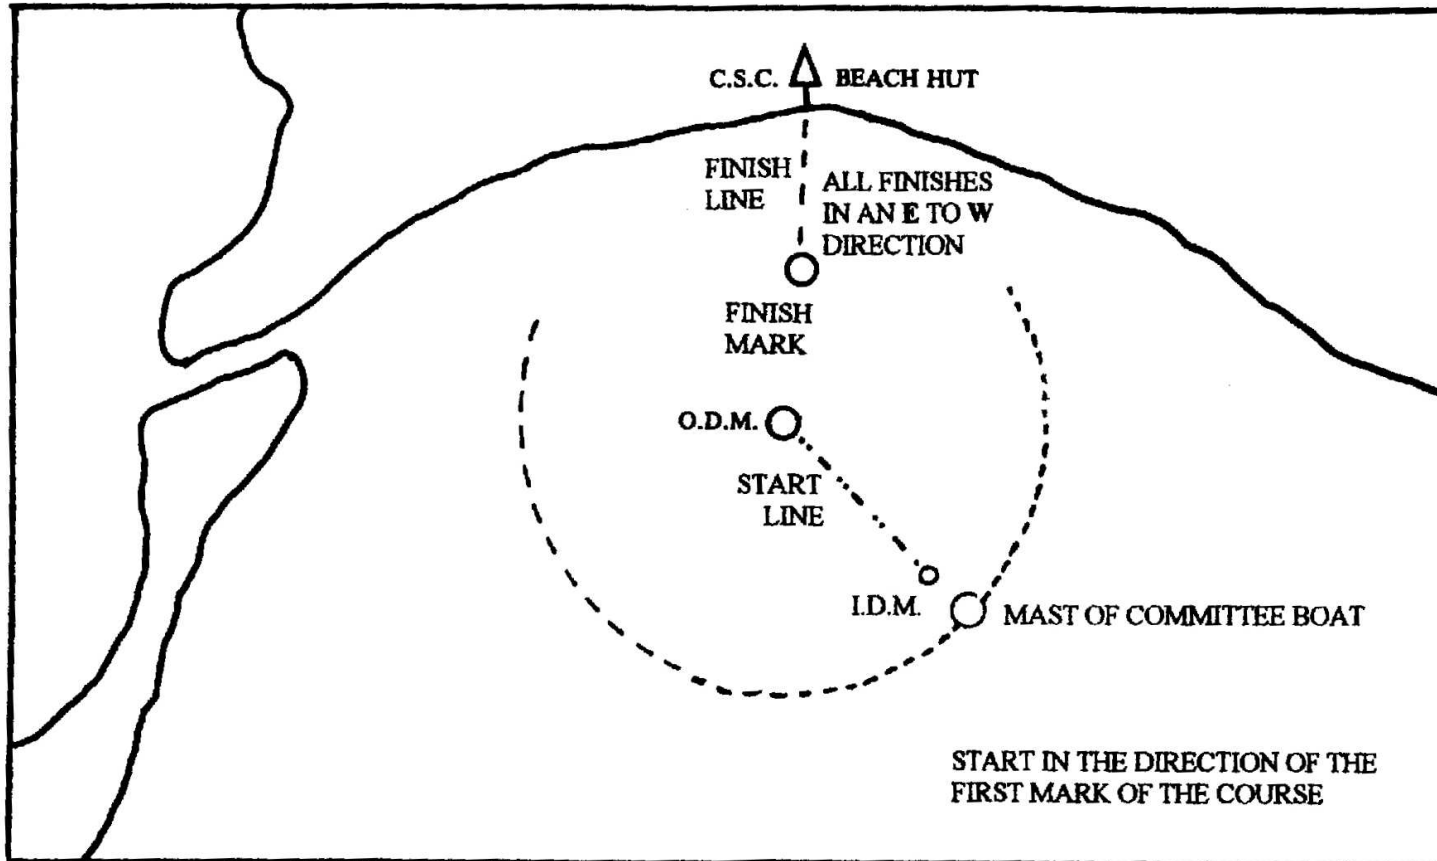 C.S.C. BEACH HUT
FINISH
LINE
ALL FINISHES
IN AN E TO W
DIRECTION
FINISH
MARK
O.D.M.
START
LINE
I.D.M.
MAST OF COMMITTEE BOAT
START IN THE DIRECTION OF THE
FIRST MARK OF THE COURSE